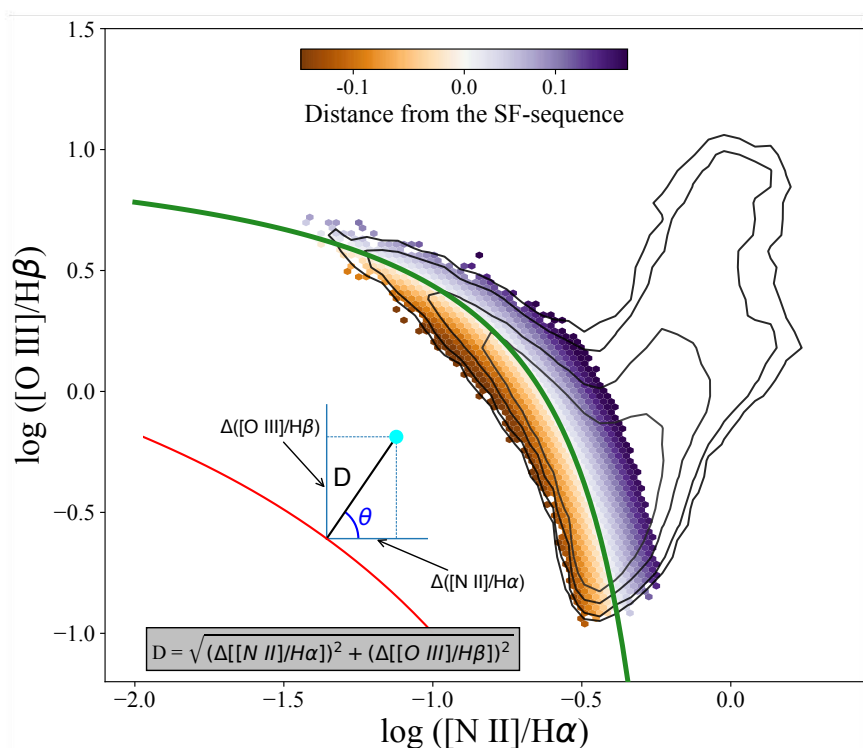 -0.1 0.0 0.1
Distance from the SF-sequence
1.5
1.0
0.5
0.0
−0.5
−1.0
log ([O III]/Hβ)
Δ([O III]/Hβ)
D
θ
Δ([N II]/Hα)
D = √(Δ[[N II]/Hα])² + (Δ[[O III]/Hβ])²
−2.0 −1.5 −1.0 −0.5 0.0
log ([N II]/Hα)